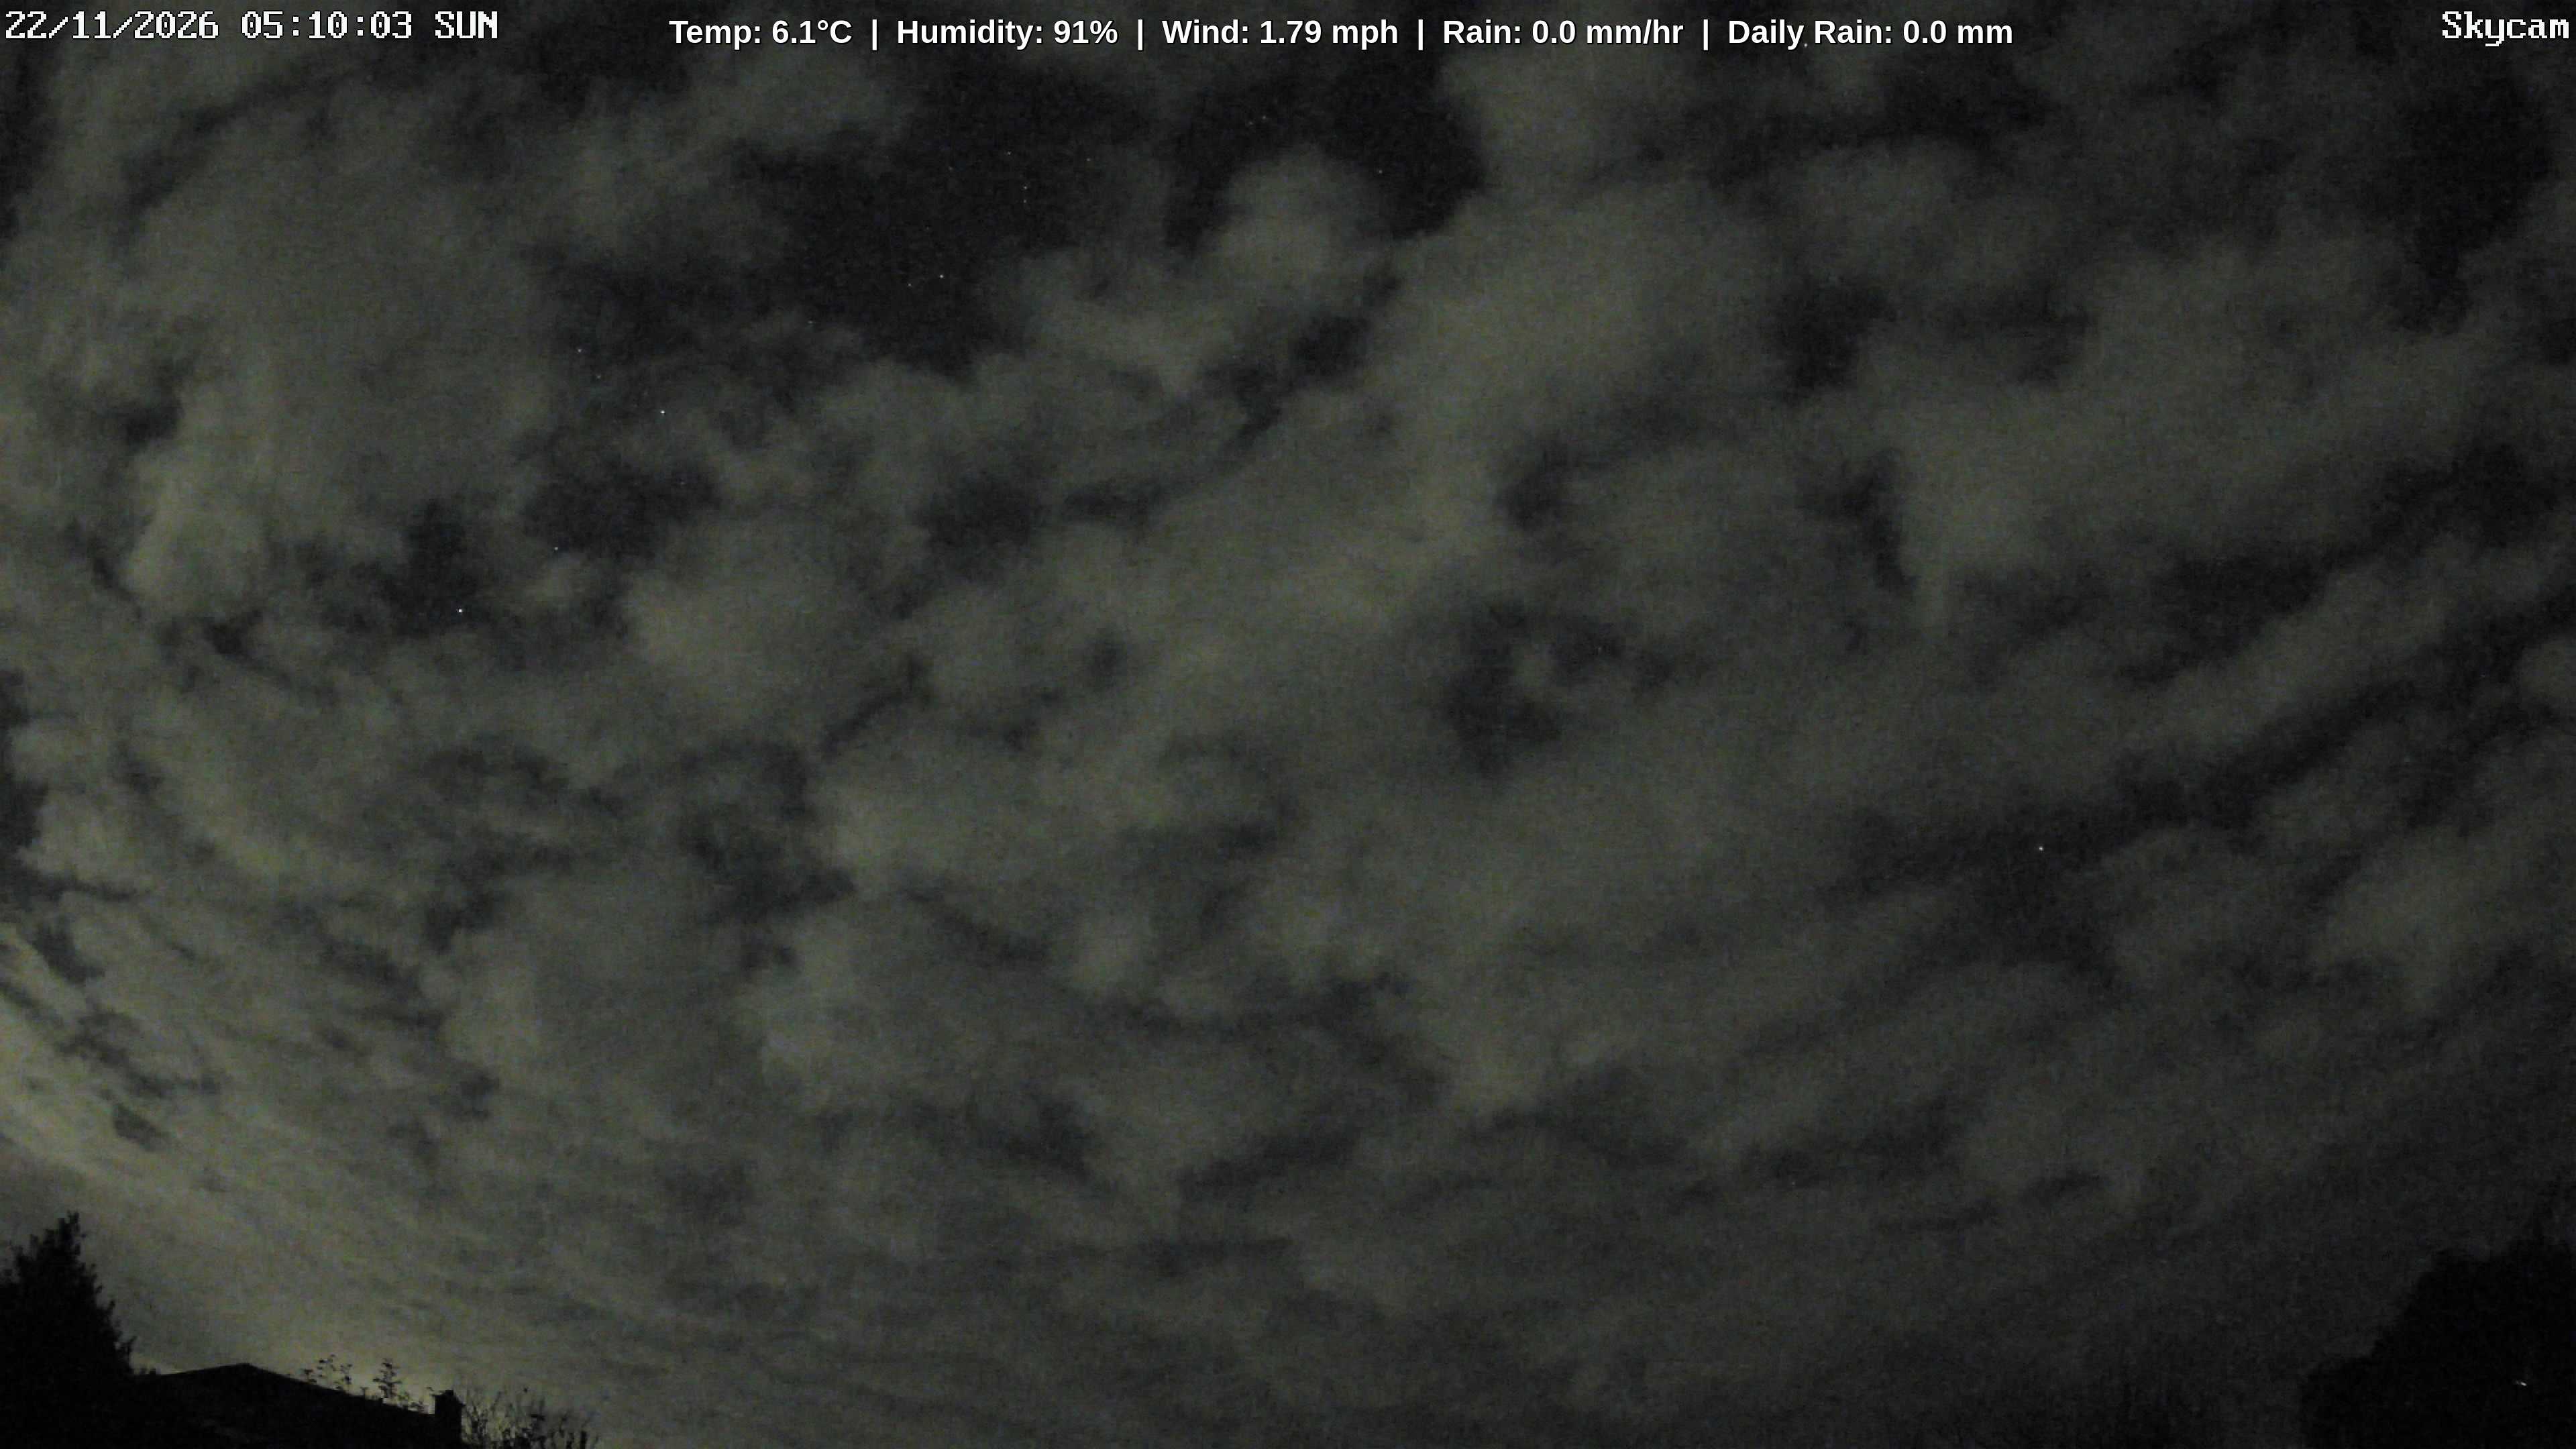 22/11/2026 05:10:03 SUN
Temp: 6.1°C | Humidity: 91% | Wind: 1.79 mph | Rain: 0.0 mm/hr | Daily Rain: 0.0 mm
Skycam